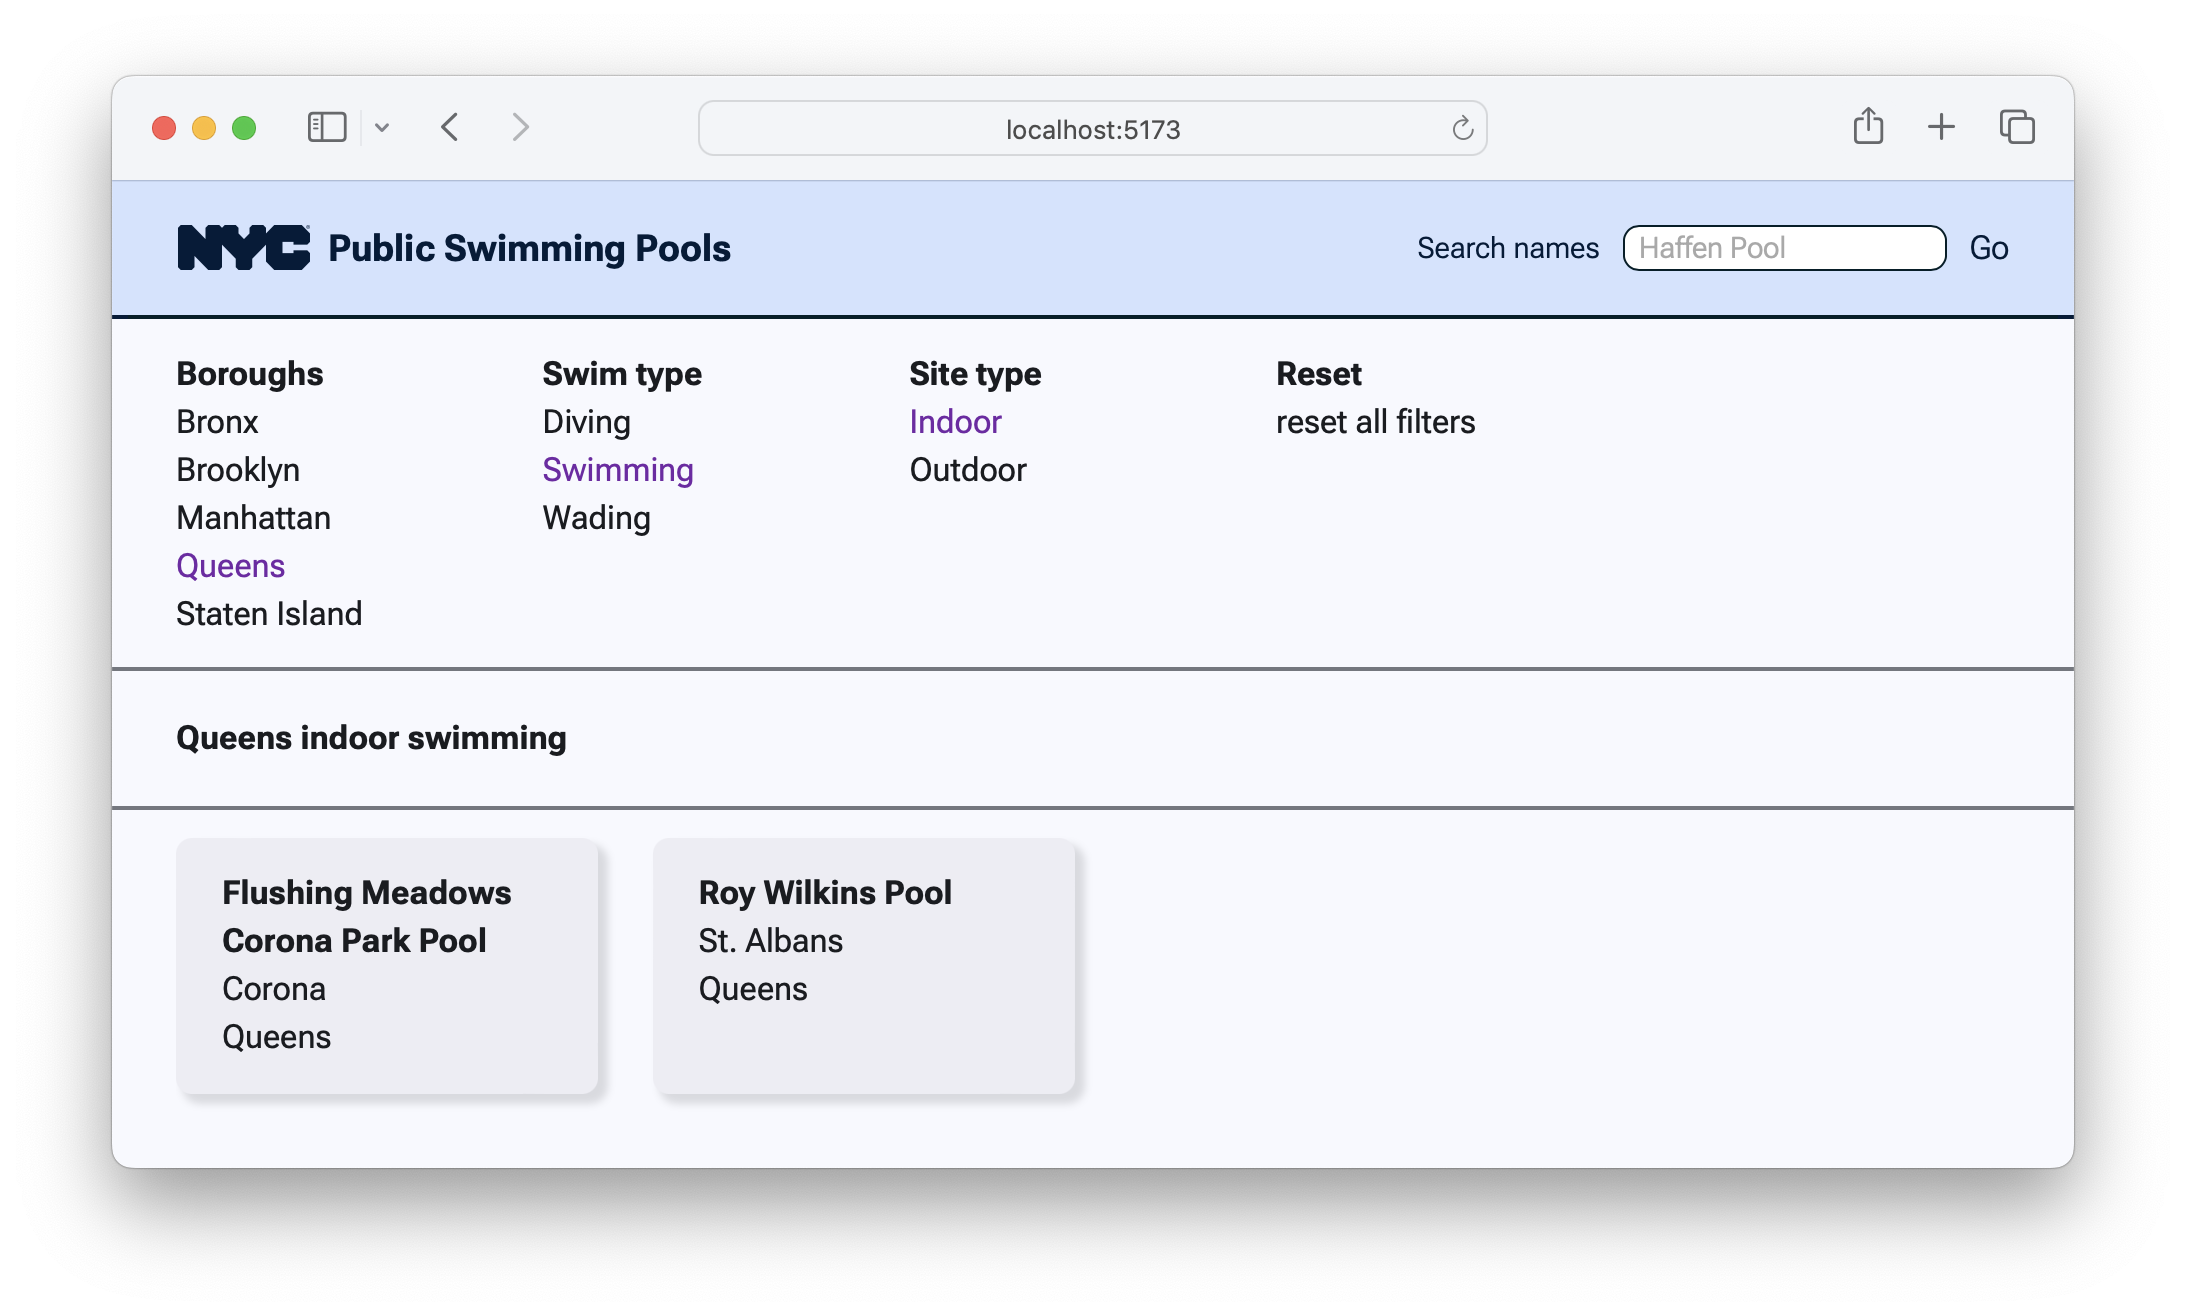 localhost:5173
NYC Public Swimming Pools
Search names Haffen Pool Go
Boroughs
Bronx
Brooklyn
Manhattan
Queens
Staten Island
Swim type
Diving
Swimming
Wading
Site type
Indoor
Outdoor
Reset
reset all filters
Queens indoor swimming
Flushing Meadows
Corona Park Pool
Corona
Queens
Roy Wilkins Pool
St. Albans
Queens